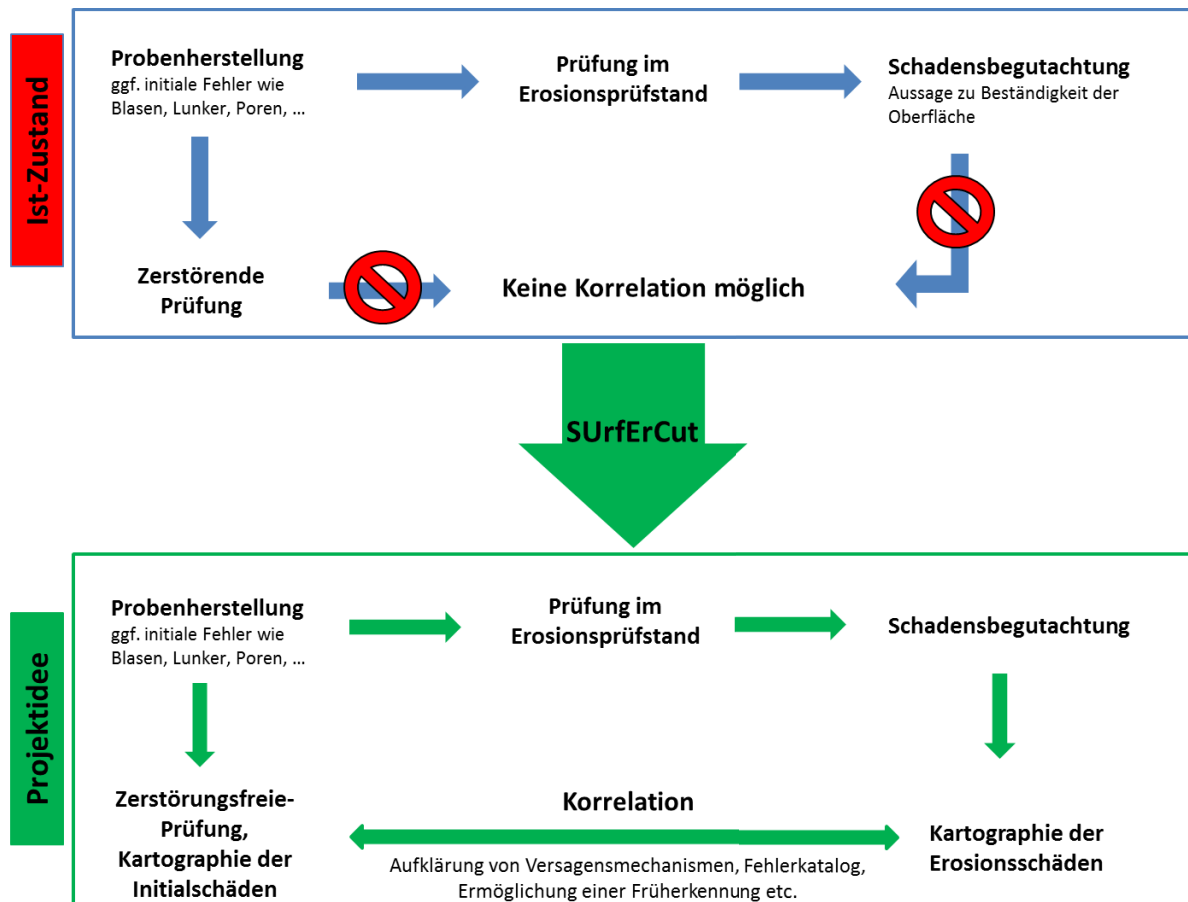 Ist-Zustand
Probenherstellung
ggf. initiale Fehler wie
Blasen, Lunker, Poren, ...
Prüfung im
Erosionsprüfstand
Schadensbegutachtung
Aussage zu Beständigkeit der
Oberfläche
Zerstörende
Prüfung
Keine Korrelation möglich
SUrfErCut
Projektidee
Probenherstellung
ggf. initiale Fehler wie
Blasen, Lunker, Poren, ...
Prüfung im
Erosionsprüfstand
Schadensbegutachtung
Zerstörungsfreie-
Prüfung,
Kartographie der
Initialschäden
Korrelation
Aufklärung von Versagensmechanismen, Fehlerkatalog,
Ermöglichung einer Früherkennung etc.
Kartographie der
Erosionsschäden